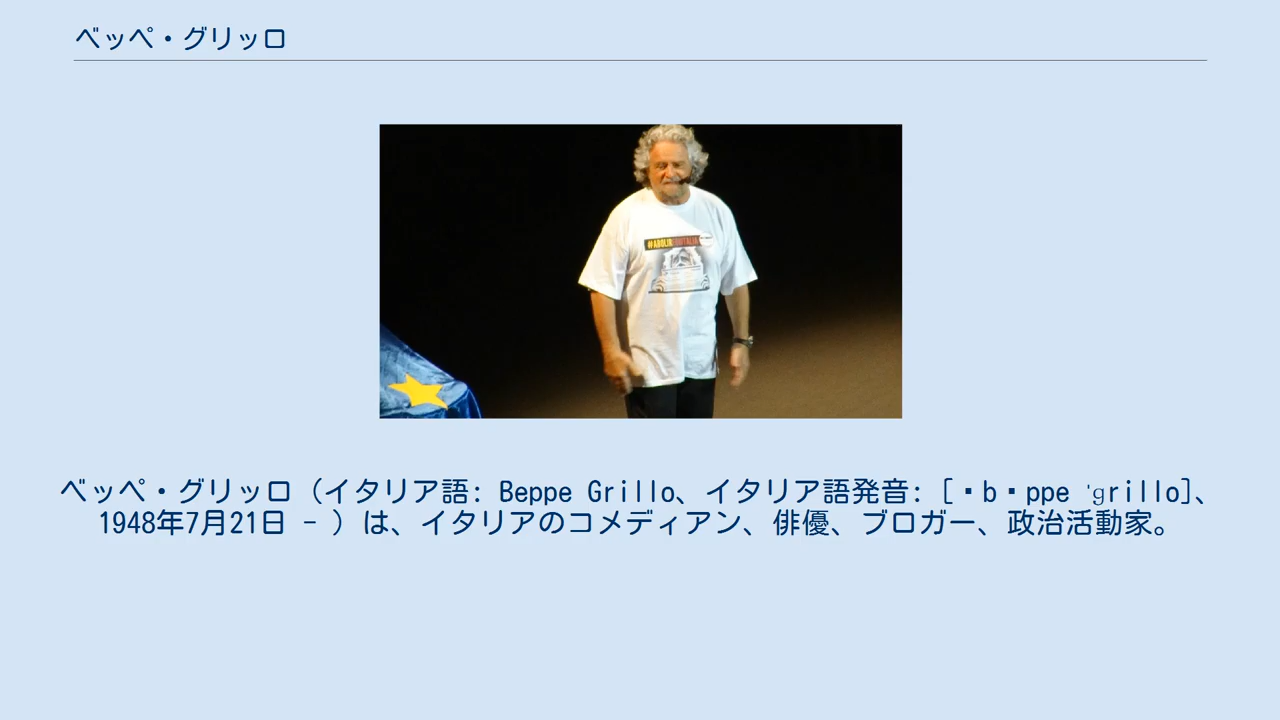 ベッペ・グリッロ
#ABOLIAMOEQUITALIA
ベッペ・グリッロ（イタリア語: Beppe Grillo、イタリア語発音: [・b・ppe ˈɡrillo]、
1948年7月21日 - ）は、イタリアのコメディアン、俳優、ブロガー、政治活動家。